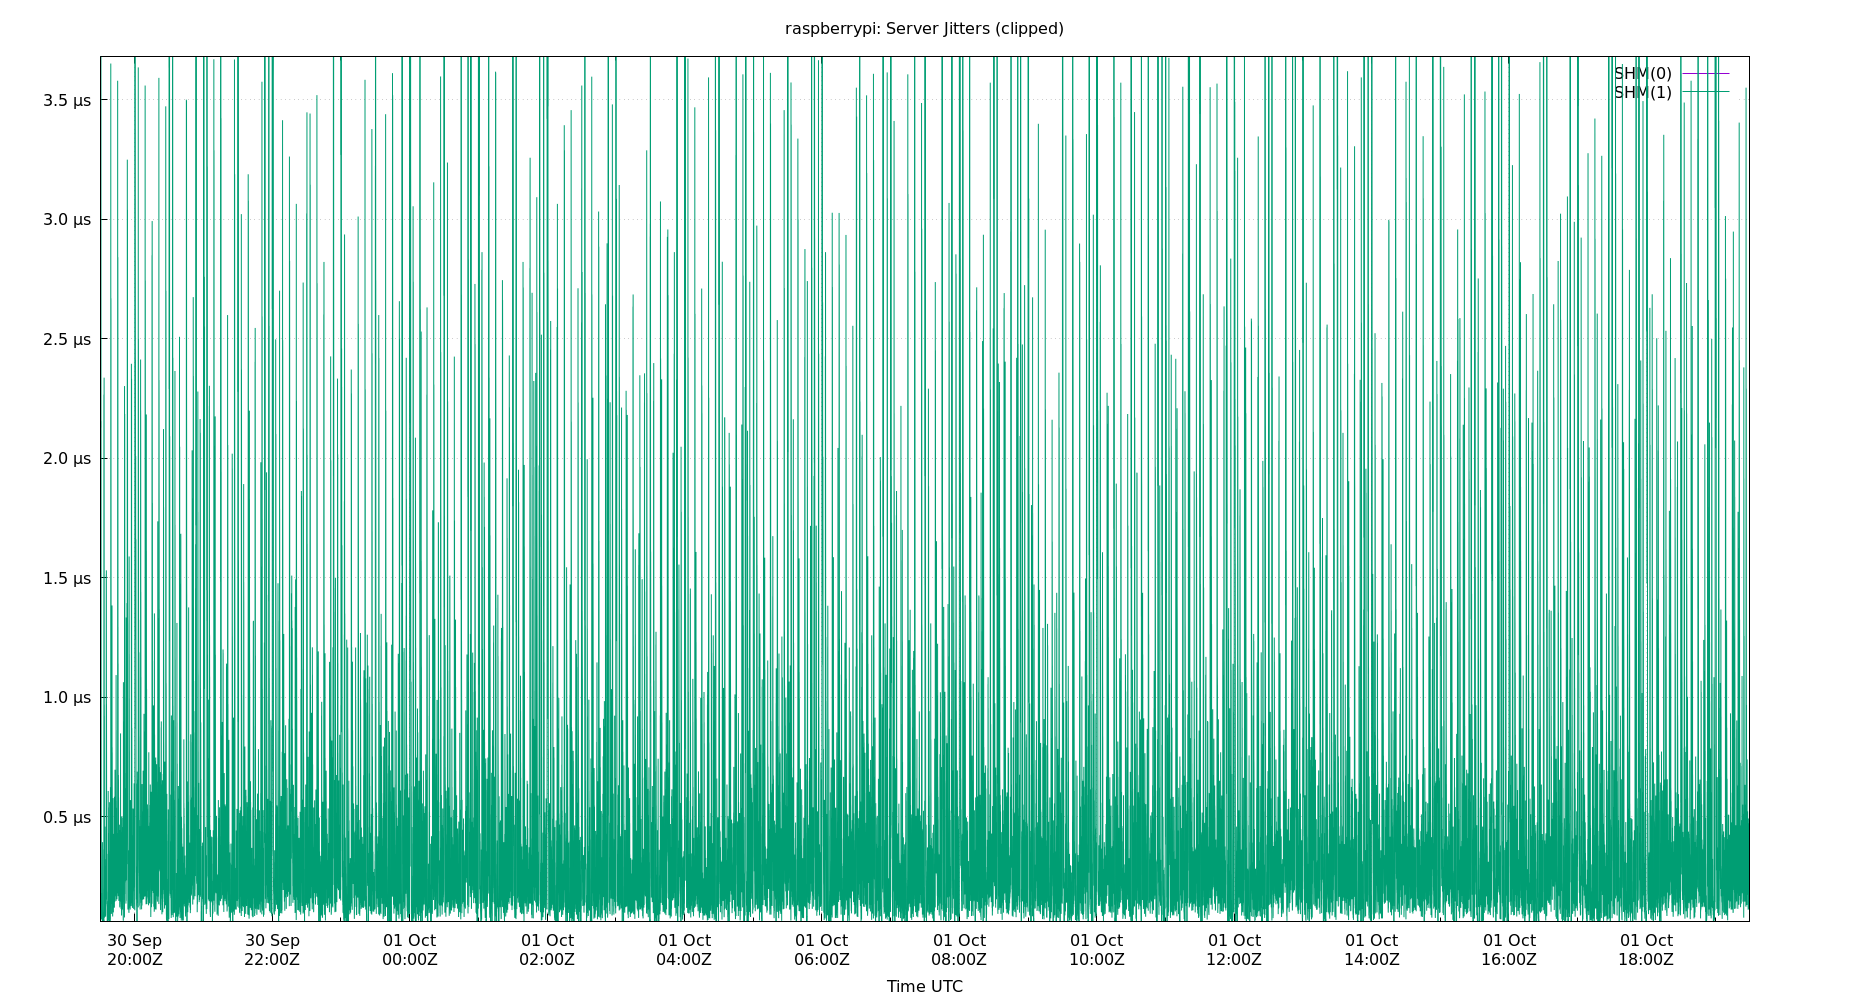 raspberrypi: Server Jitters (clipped)
SHM(0)
SHM(1)
3.5 µs
3.0 µs
2.5 µs
2.0 µs
1.5 µs
1.0 µs
0.5 µs
30 Sep 30 Sep 01 Oct 01 Oct 01 Oct 01 Oct 01 Oct 01 Oct 01 Oct 01 Oct 01 Oct 01 Oct
20:00Z 22:00Z 00:00Z 02:00Z 04:00Z 06:00Z 08:00Z 10:00Z 12:00Z 14:00Z 16:00Z 18:00Z
Time UTC